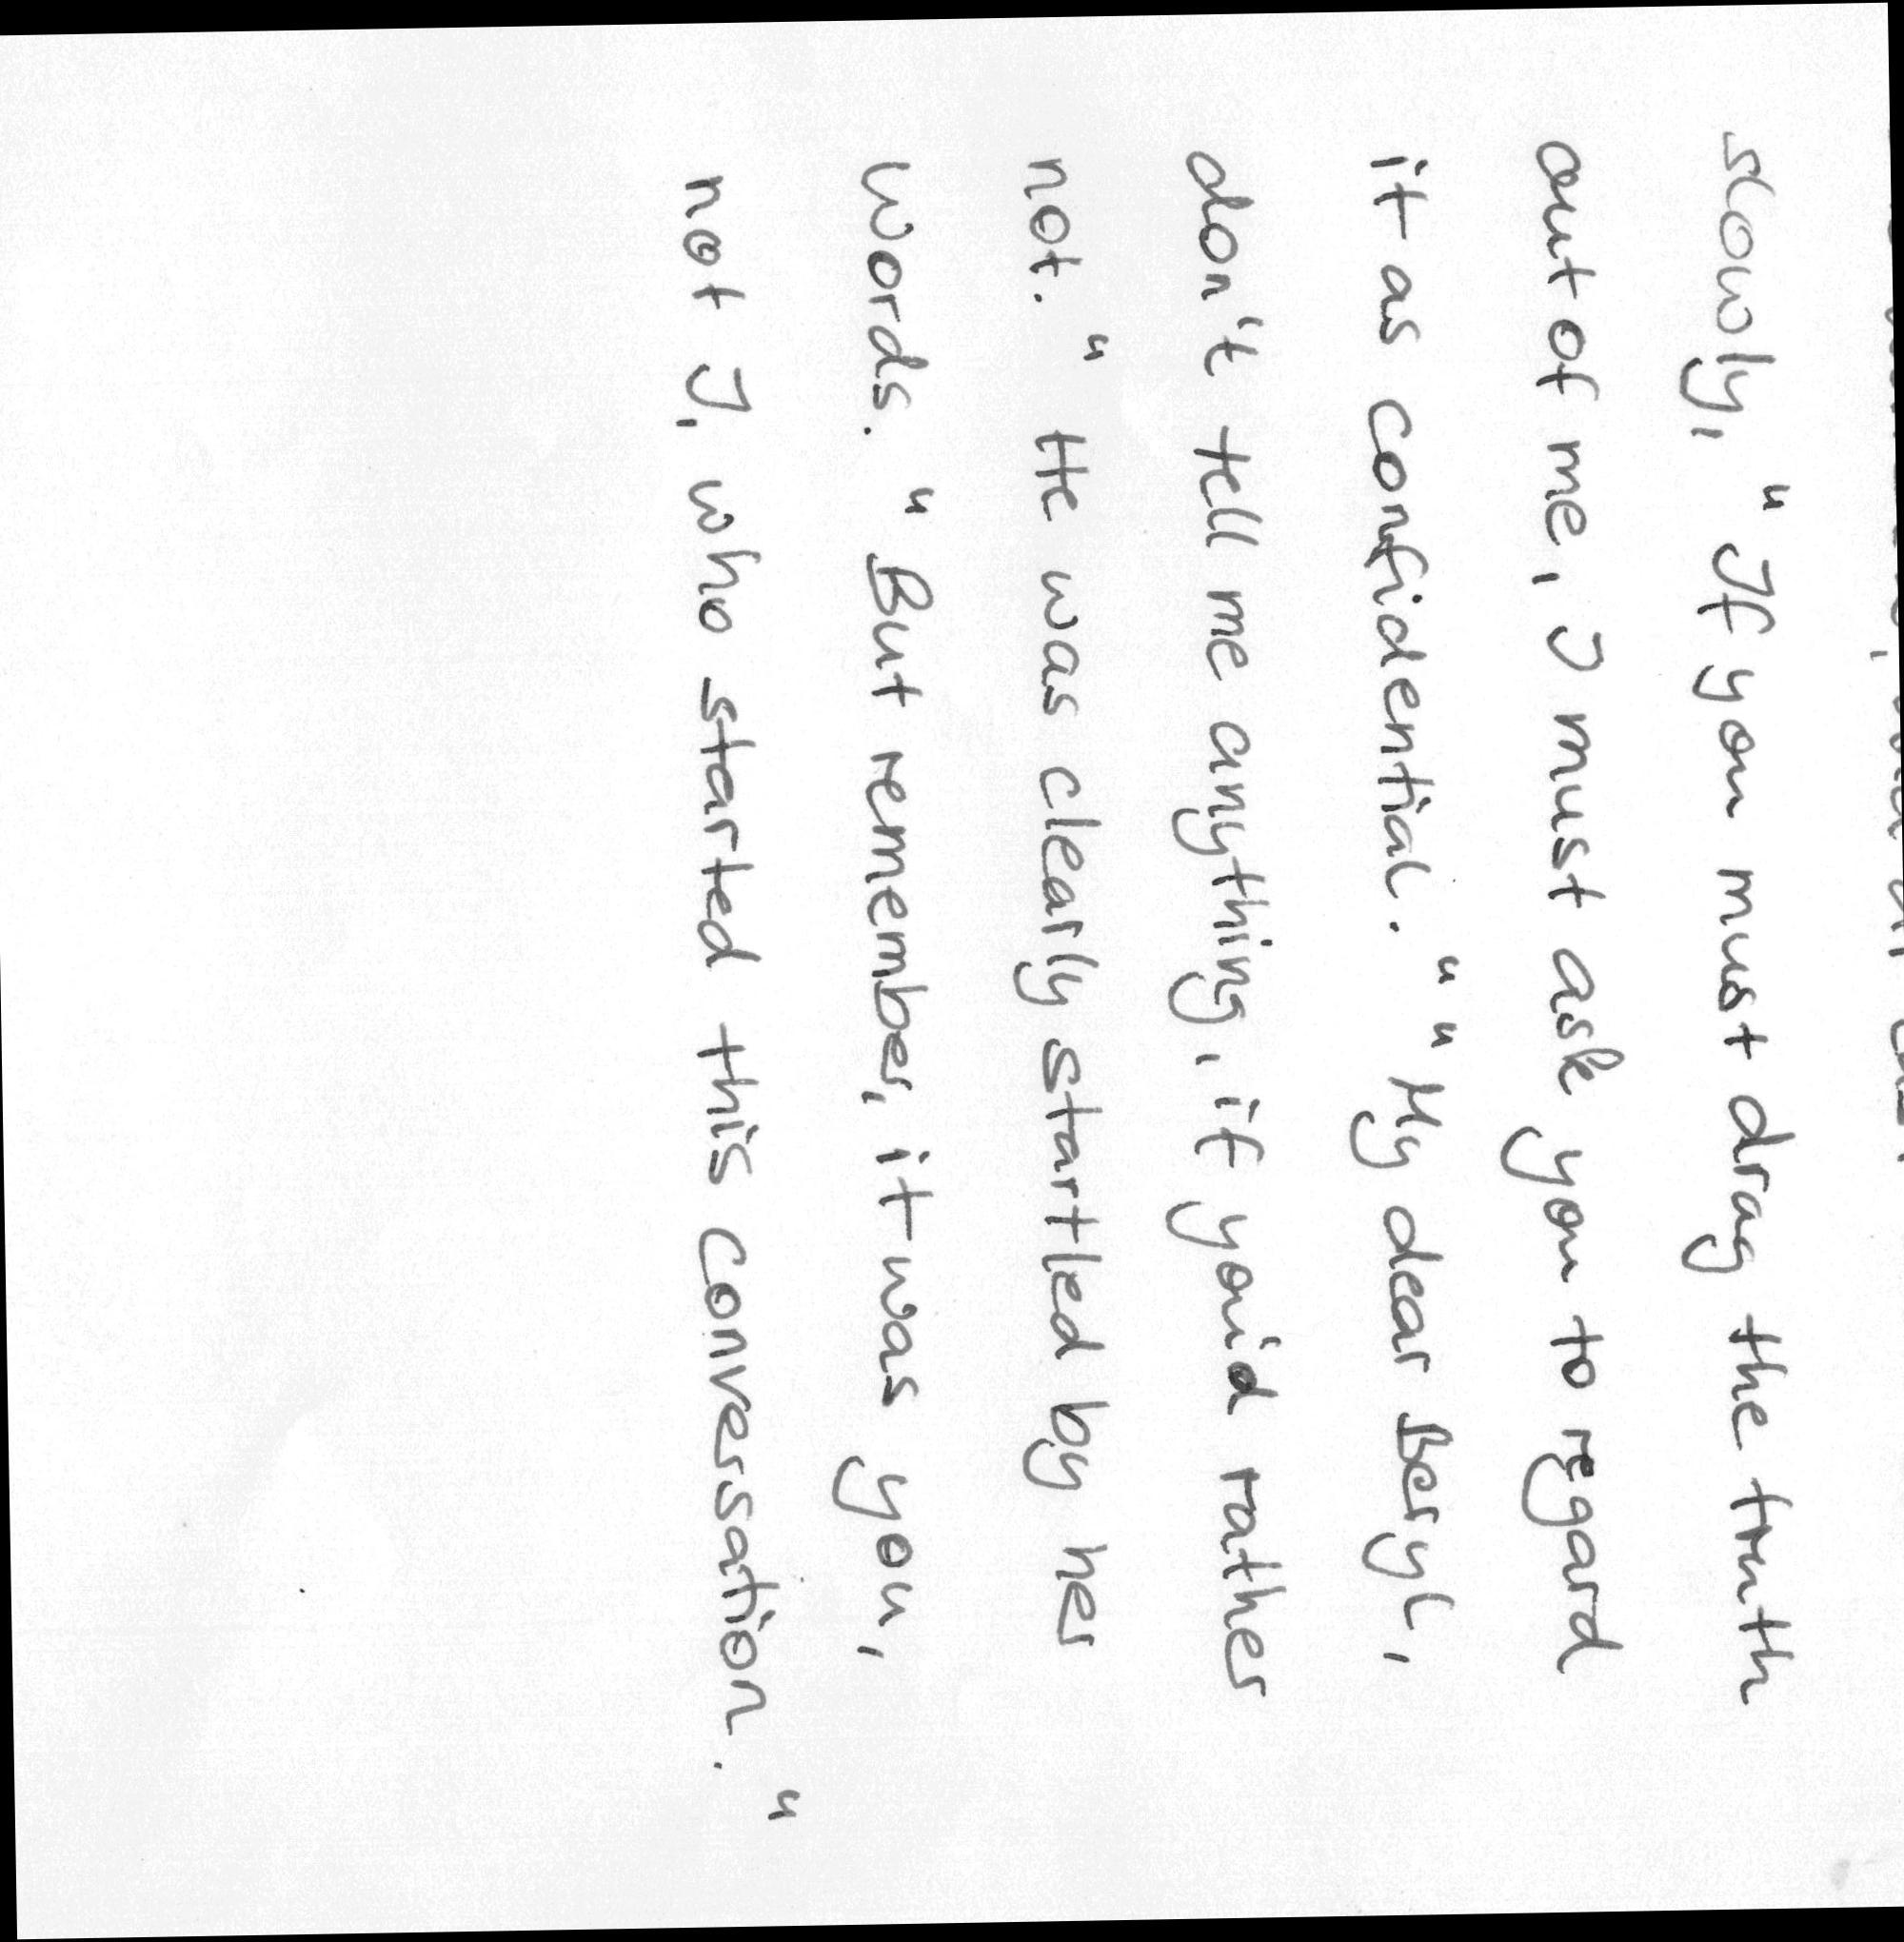 slowly, "If you must drag the truth
out of me, I must ask you to regard
it as confidential." "My dear Beryl,
don't tell me anything, if you'd rather
not." He was clearly startled by her
words. "But remember, it was you,
not I, who started this conversation."